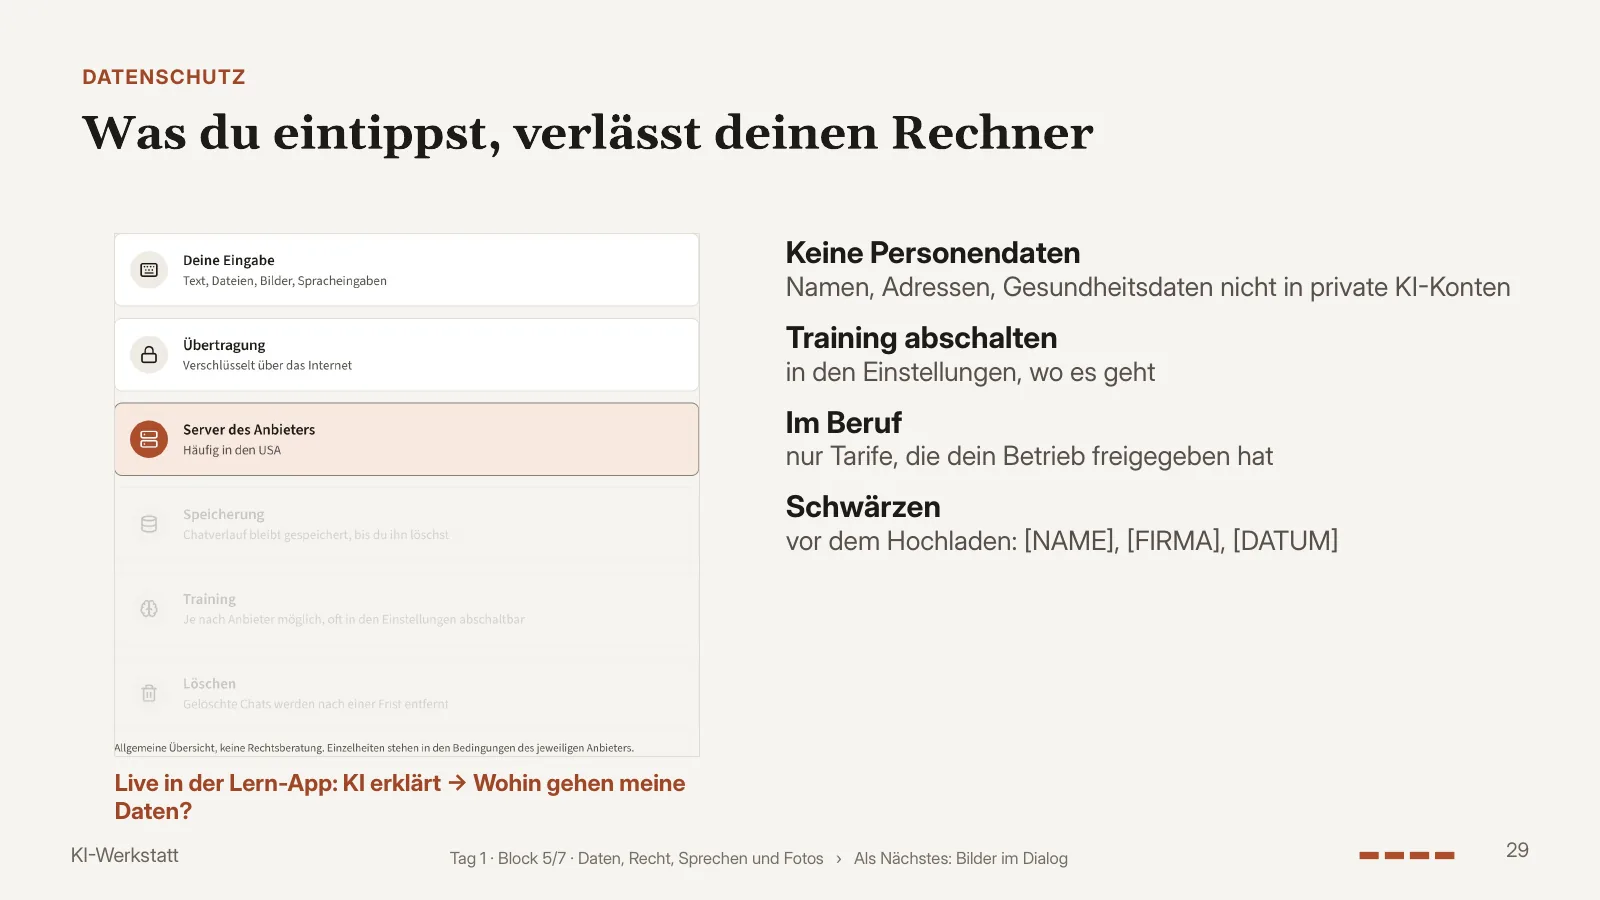 DATENSCHUTZ
Was du eintippst, verlässt deinen Rechner
Deine Eingabe
Text, Dateien, Bilder, Spracheingaben
Übertragung
Verschlüsselt über das Internet
Server des Anbieters
Häufig in den USA
Speicherung
Chatverlauf bleibt gespeichert, bis du ihn löschst
Training
Je nach Anbieter möglich, oft in den Einstellungen abschaltbar
Löschen
Gelöschte Chats werden nach einer Frist entfernt
Allgemeine Übersicht, keine Rechtsberatung. Einzelheiten stehen in den Bedingungen des jeweiligen Anbieters.
Live in der Lern-App: KI erklärt → Wohin gehen meine
Daten?
Keine Personendaten
Namen, Adressen, Gesundheitsdaten nicht in private KI-Konten
Training abschalten
in den Einstellungen, wo es geht
Im Beruf
nur Tarife, die dein Betrieb freigegeben hat
Schwärzen
vor dem Hochladen: [NAME], [FIRMA], [DATUM]
KI-Werkstatt
Tag 1 · Block 5/7 · Daten, Recht, Sprechen und Fotos › Als Nächstes: Bilder im Dialog
29